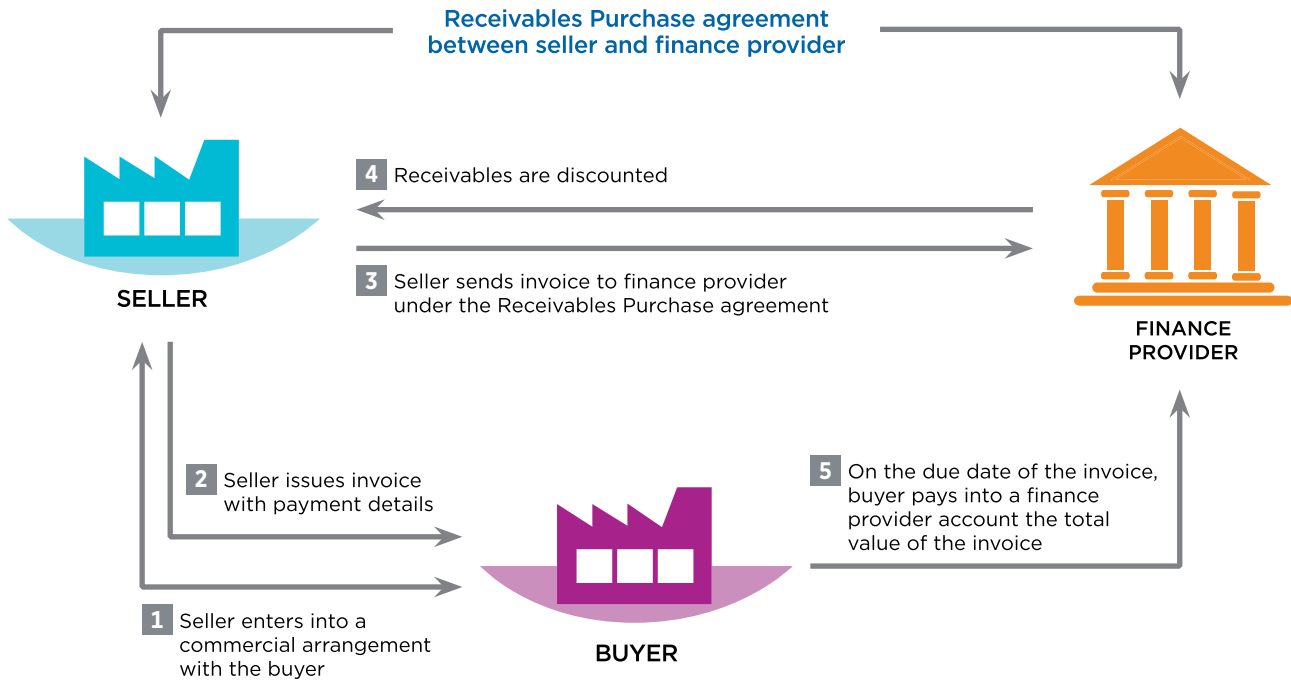 Receivables Purchase agreement
between seller and finance provider
4 Receivables are discounted
3 Seller sends invoice to finance provider
under the Receivables Purchase agreement
SELLER
FINANCE
PROVIDER
2 Seller issues invoice
with payment details
5 On the due date of the invoice,
buyer pays into a finance
provider account the total
value of the invoice
1 Seller enters into a
commercial arrangement
with the buyer
BUYER